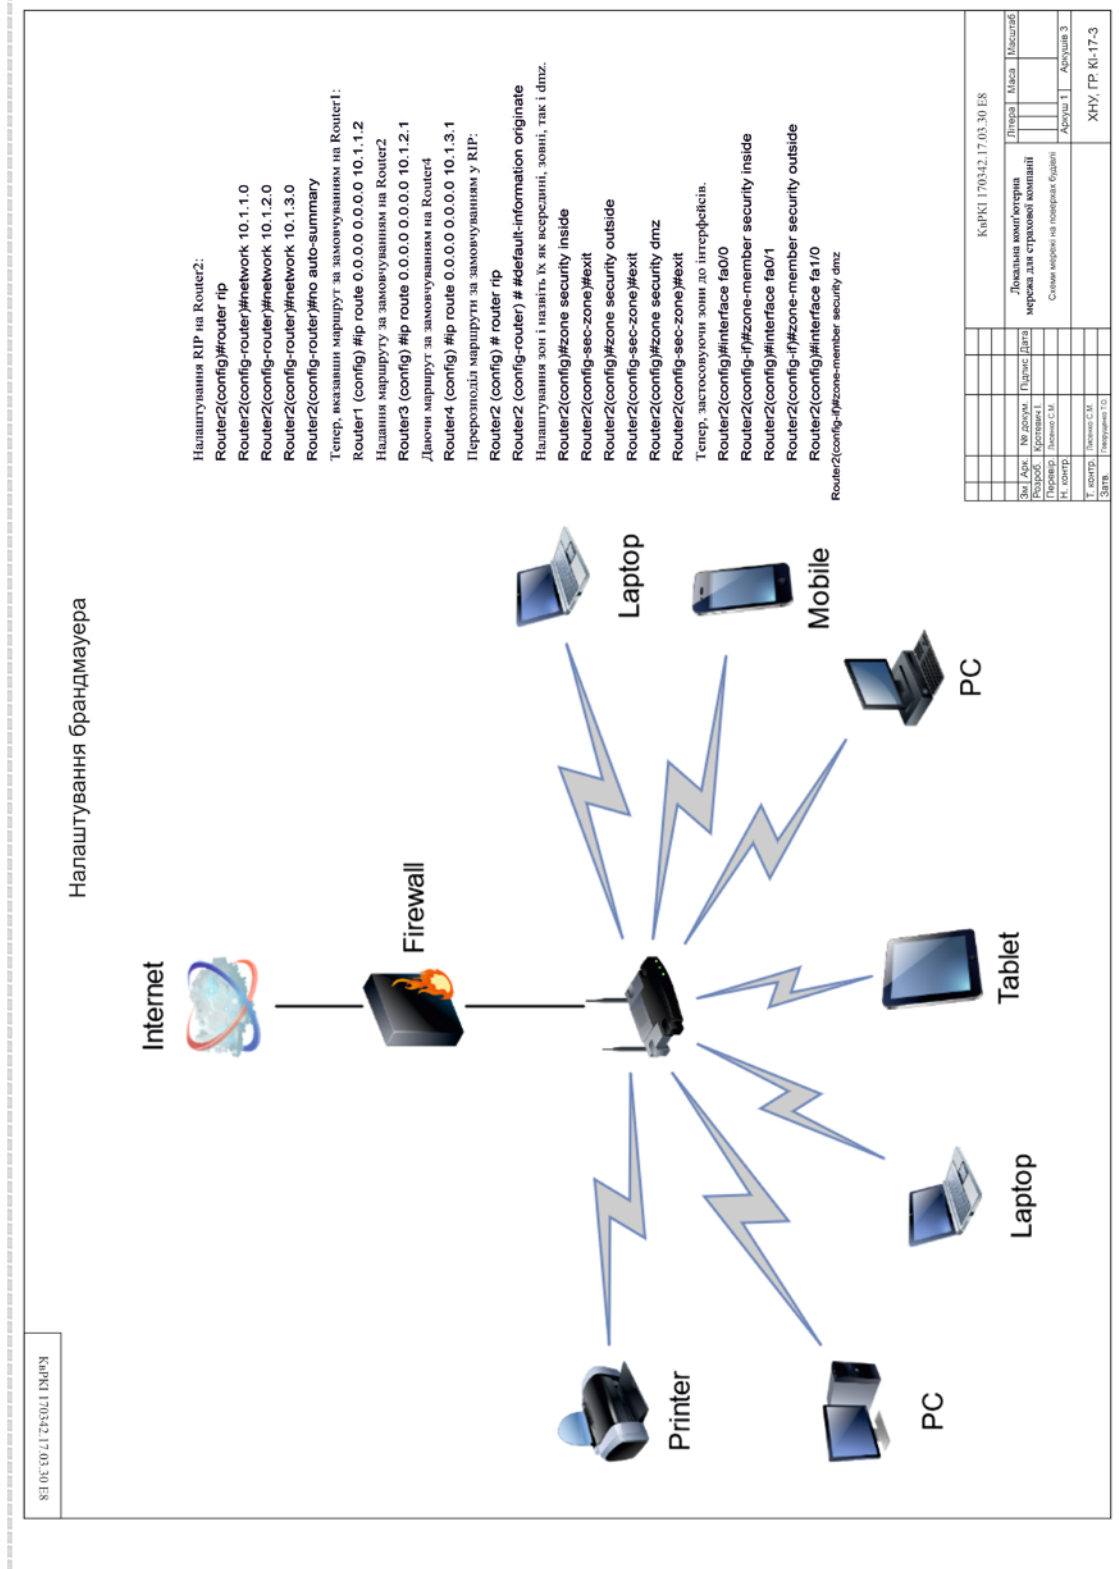 КвРКІ 170342.17.03.30 Е8
Налаштування брандмауера
Internet
Firewall
Printer
PC
Laptop
Tablet
PC
Mobile
Laptop
Налаштування RIP на Router2:
Router2(config)#router rip
Router2(config-router)#network 10.1.1.0
Router2(config-router)#network 10.1.2.0
Router2(config-router)#network 10.1.3.0
Router2(config-router)#no auto-summary
Тепер, вказавши маршрут за замовчуванням на Router1:
Router1 (config) #ip route 0.0.0.0 0.0.0.0 10.1.1.2
Надання маршруту за замовчуванням на Router2
Router3 (config) #ip route 0.0.0.0 0.0.0.0 10.1.2.1
Даючи маршрут за замовчуванням на Router4
Router4 (config) #ip route 0.0.0.0 0.0.0.0 10.1.3.1
Перерозподіл маршрути за замовчуванням у RIP:
Router2 (config) # router rip
Router2 (config-router) # #default-information originate
Налаштування зон і назвіть їх як всередині, зовні, так і dmz.
Router2(config)#zone security inside
Router2(config-sec-zone)#exit
Router2(config)#zone security outside
Router2(config-sec-zone)#exit
Router2(config)#zone security dmz
Router2(config-sec-zone)#exit
Тепер, застосовуючи зони до інтерфейсів.
Router2(config)#interface fa0/0
Router2(config-if)#zone-member security inside
Router2(config)#interface fa0/1
Router2(config-if)#zone-member security outside
Router2(config)#interface fa1/0
Router2(config-if)#zone-member security dmz
КвРКІ 170342.17.03.30 Е8
Зм. Арк. № докум. Підпис Дата
Розроб. Кротевич І.
Перевір. Лисенко С.М.
Н. контр.
Т. контр. Лисенко С.М.
Затв. Говорущенко Т.О.
Локальна комп'ютерна
мережа для страхової компанії
Схеми мережі на поверхах будівлі
Літера Маса Масштаб
Аркуш 1 Аркушів 3
ХНУ, ГР. КІ-17-3